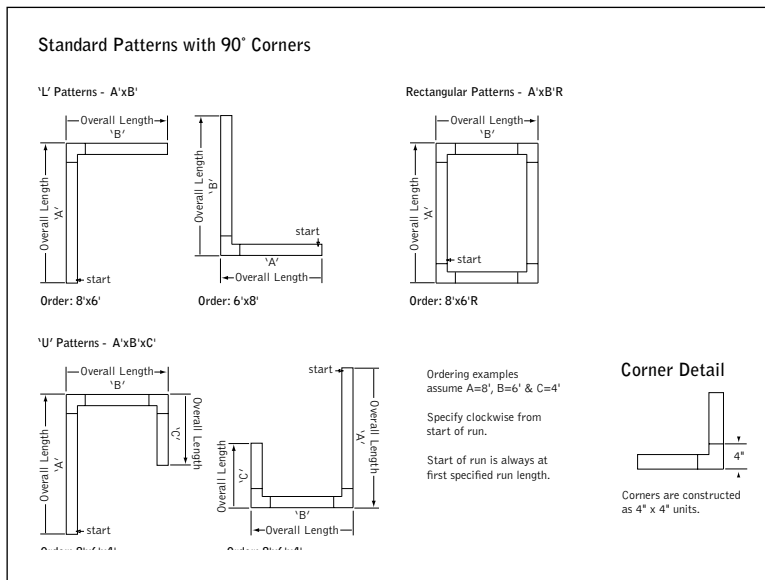 Standard Patterns with 90° Corners
‘L’ Patterns - A'xB'
Overall Length
‘B’
Overall Length
‘A’
start
Order: 8'x6'
Overall Length
‘B’
start
‘A’
Overall Length
Order: 6'x8'
Rectangular Patterns - A'xB'R
Overall Length
‘B’
Overall Length
‘A’
start
Order: 8'x6'R
‘U’ Patterns - A'xB'xC'
Overall Length
‘B’
Overall Length
‘A’
‘C’
Overall Length
start
start
Overall Length
‘A’
Overall Length
‘C’
‘B’
Overall Length
Ordering examples
assume A=8', B=6' & C=4'
Specify clockwise from
start of run.
Start of run is always at
first specified run length.
Corner Detail
4"
Corners are constructed
as 4" x 4" units.